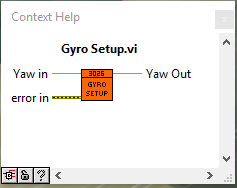 Context Help
Gyro Setup.vi
Yaw in
3026
Yaw Out
error in
GYRO
SETUP
?